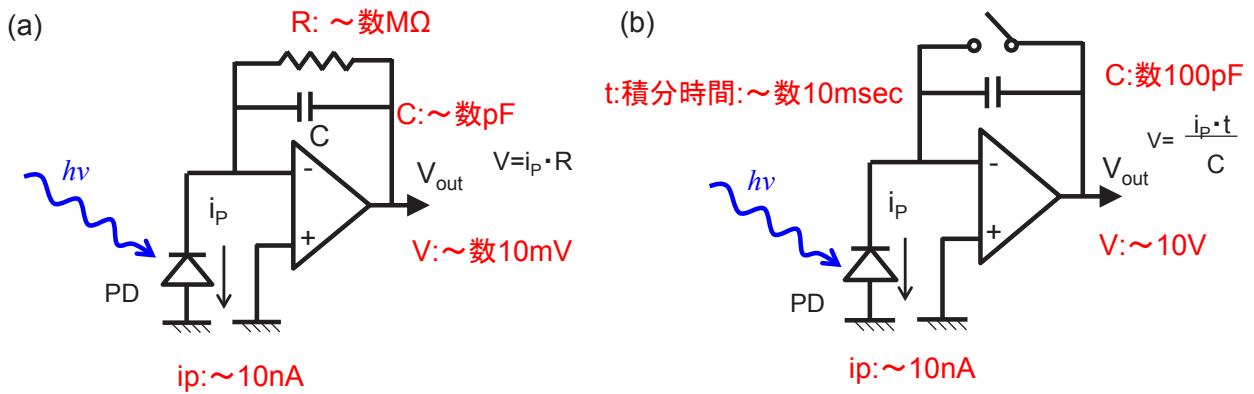 (a)
R: ～数MΩ
C:～数pF
C
hν
iP
-
+
Vout
V=iP・R
V:～数10mV
PD
ip:～10nA
(b)
t:積分時間:～数10msec
C:数100pF
V= iP・t
C
hν
iP
-
+
Vout
V:～10V
PD
ip:～10nA